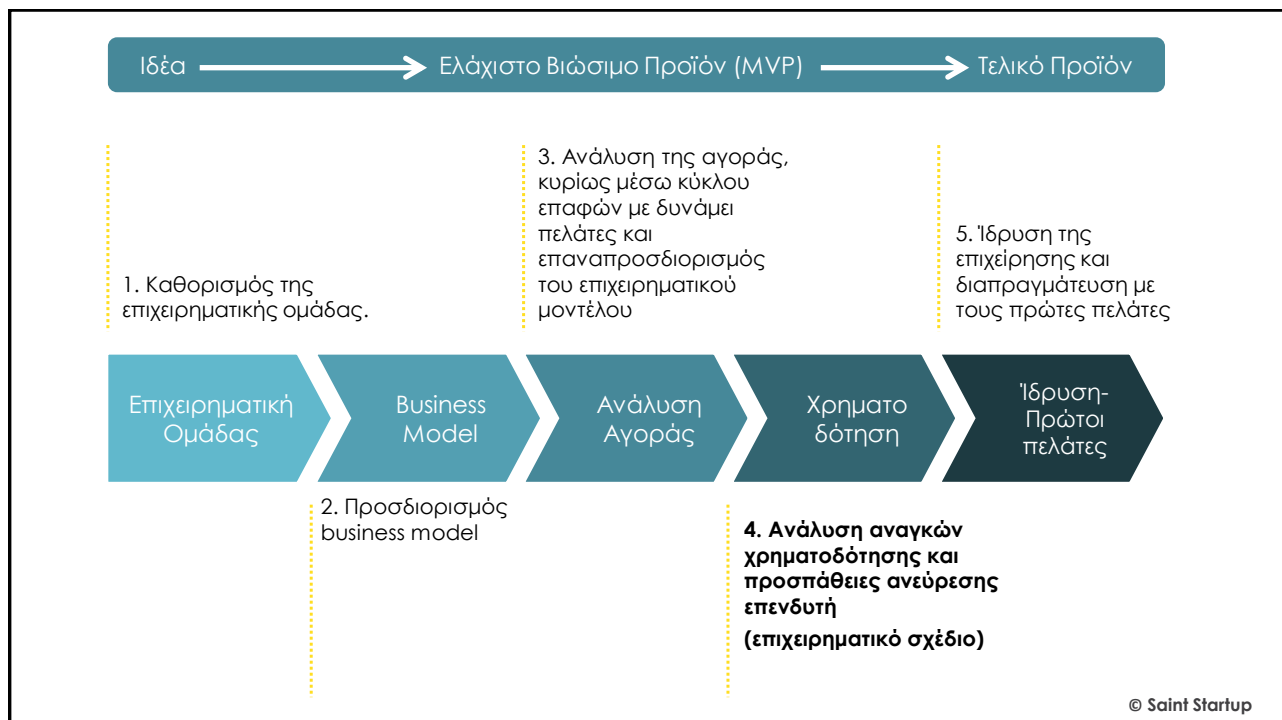 Ιδέα
Ελάχιστο Βιώσιμο Προϊόν (MVP)
Τελικό Προϊόν
1. Καθορισμός της
επιχειρηματικής ομάδας.
3. Ανάλυση της αγοράς,
κυρίως μέσω κύκλου
επαφών με δυνάμει
πελάτες και
επαναπροσδιορισμός
του επιχειρηματικού
μοντέλου
5. Ίδρυση της
επιχείρησης και
διαπραγμάτευση με
τους πρώτες πελάτες
Επιχειρηματική
Ομάδας
Business
Model
Ανάλυση
Αγοράς
Χρηματο
δότηση
Ίδρυση-
Πρώτοι
πελάτες
2. Προσδιορισμός
business model
4. Ανάλυση αναγκών
χρηματοδότησης και
προσπάθειες ανεύρεσης
επενδυτή
(επιχειρηματικό σχέδιο)
© Saint Startup